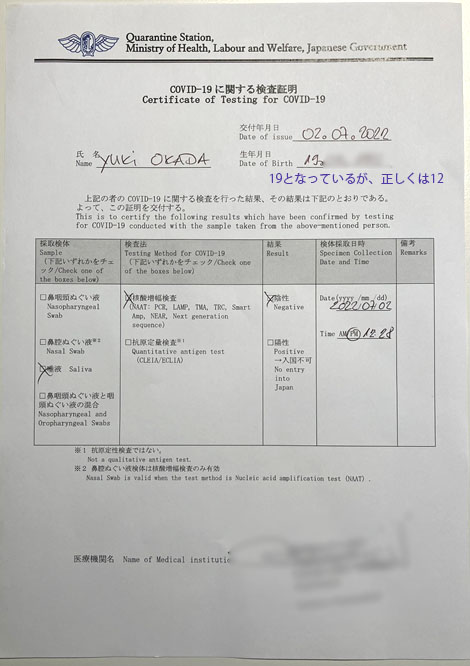 Quarantine Station,
Ministry of Health, Labour and Welfare, Japanese Government
COVID-19 に関する検査証明
Certificate of Testing for COVID-19
交付年月日
Date of issue 02.07.2022
氏 名
Name YUKI OKADA
生年月日
Date of Birth 19.
19となっているが、正しくは12
上記の者の COVID-19 に関する検査を行った結果、その結果は下記のとおりである。
よって、この証明を交付する。
This is to certify the following results which have been confirmed by testing
for COVID-19 conducted with the sample taken from the above-mentioned person.
採取検体
Sample
(下記いずれかをチェ
ック/Check one of
the boxes below)
検査法
Testing Method for COVID-19
(下記いずれかをチェック/Check one
of the boxes below)
結果
Result
検体採取日時
Specimen Collection
Date and Time
備考
Remarks
□鼻咽頭ぬぐい液
Nasopharyngeal
Swab
□鼻腔ぬぐい液※2
Nasal Swab
□唾液 Saliva
□鼻咽頭ぬぐい液と咽
頭ぬぐい液の混合
Nasopharyngeal and
Oropharyngeal Swabs
□核酸増幅検査
(NAAT: PCR, LAMP, TMA, TRC, Smart
Amp, NEAR, Next generation
sequence)
□抗原定量検査※1
Quantitative antigen test
(CLEIA/ECLIA)
□陰性
Negative
□陽性
Positive
→入国不可
No entry
into
Japan
Date(yyyy /mm /dd)
2022/07/02
Time AM/PM 12:28
※1 抗原定性検査ではない。
Not a qualitative antigen test.
※2 鼻腔ぬぐい液検体は核酸増幅検査のみ有効
Nasal Swab is valid when the test method is Nucleic acid amplification test (NAAT).
医療機関名 Name of Medical institutio